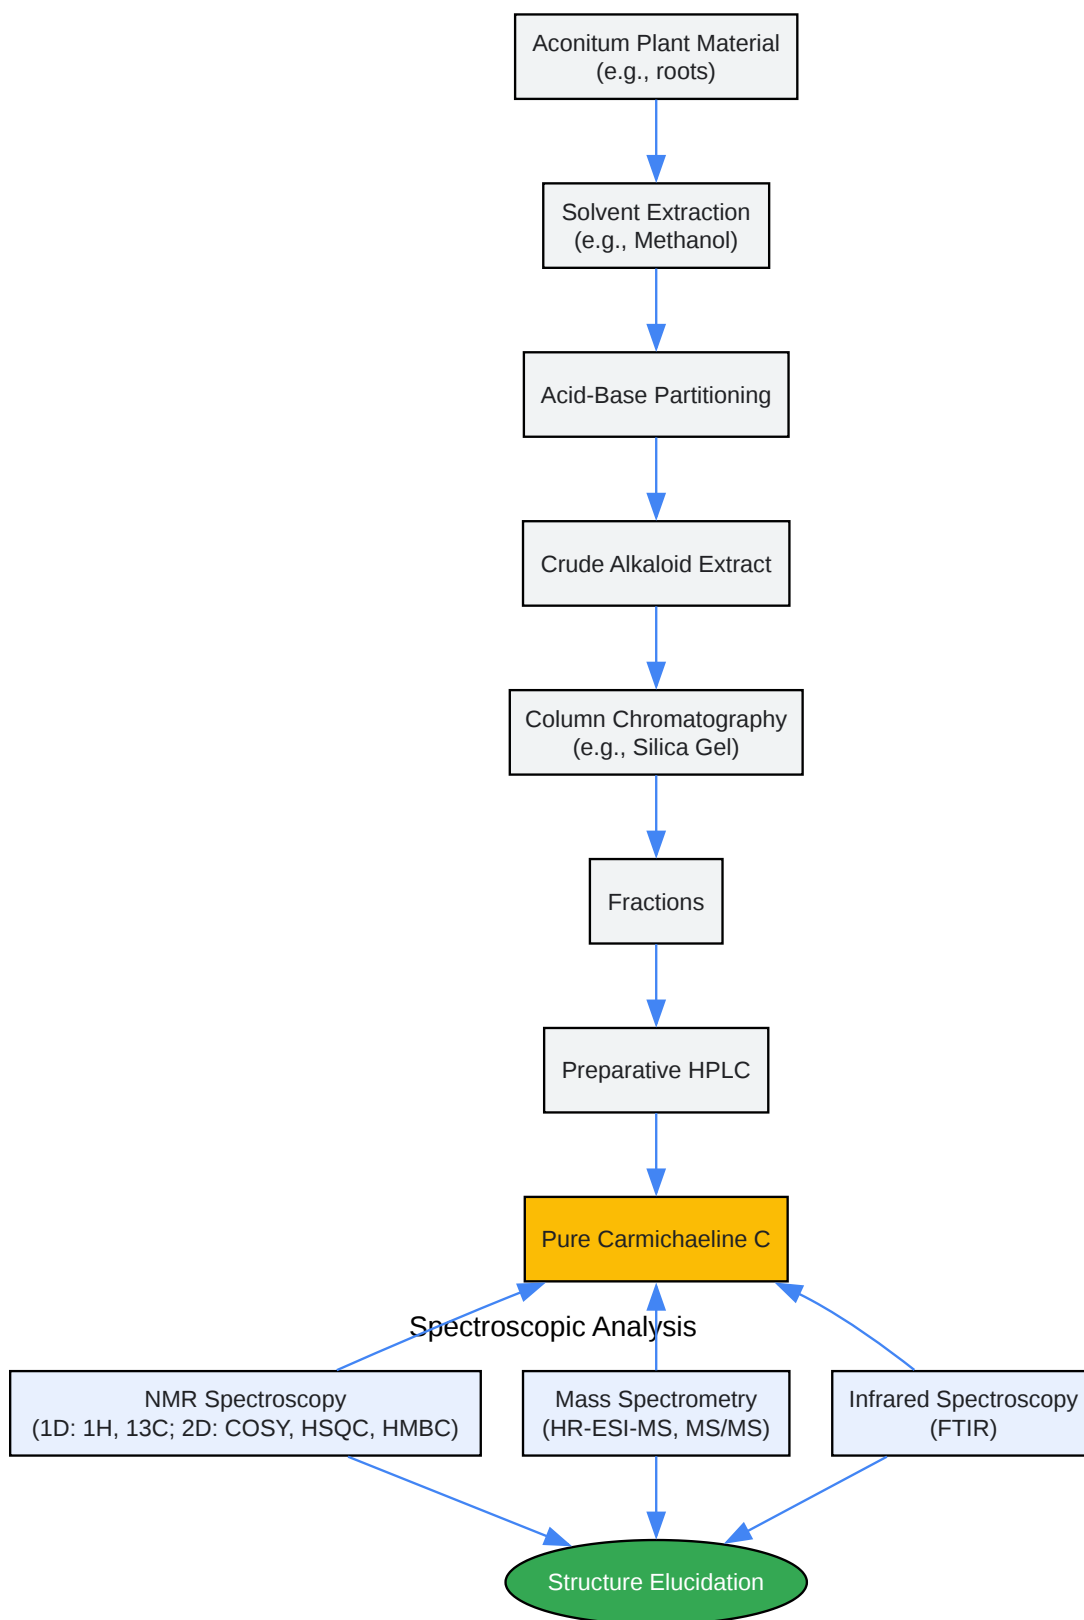 Aconitum Plant Material
(e.g., roots)
Solvent Extraction
(e.g., Methanol)
Acid-Base Partitioning
Crude Alkaloid Extract
Column Chromatography
(e.g., Silica Gel)
Fractions
Preparative HPLC
Pure Carmichaeline C
Spectroscopic Analysis
NMR Spectroscopy
(1D: 1H, 13C; 2D: COSY, HSQC, HMBC)
Mass Spectrometry
(HR-ESI-MS, MS/MS)
Infrared Spectroscopy
(FTIR)
Structure Elucidation